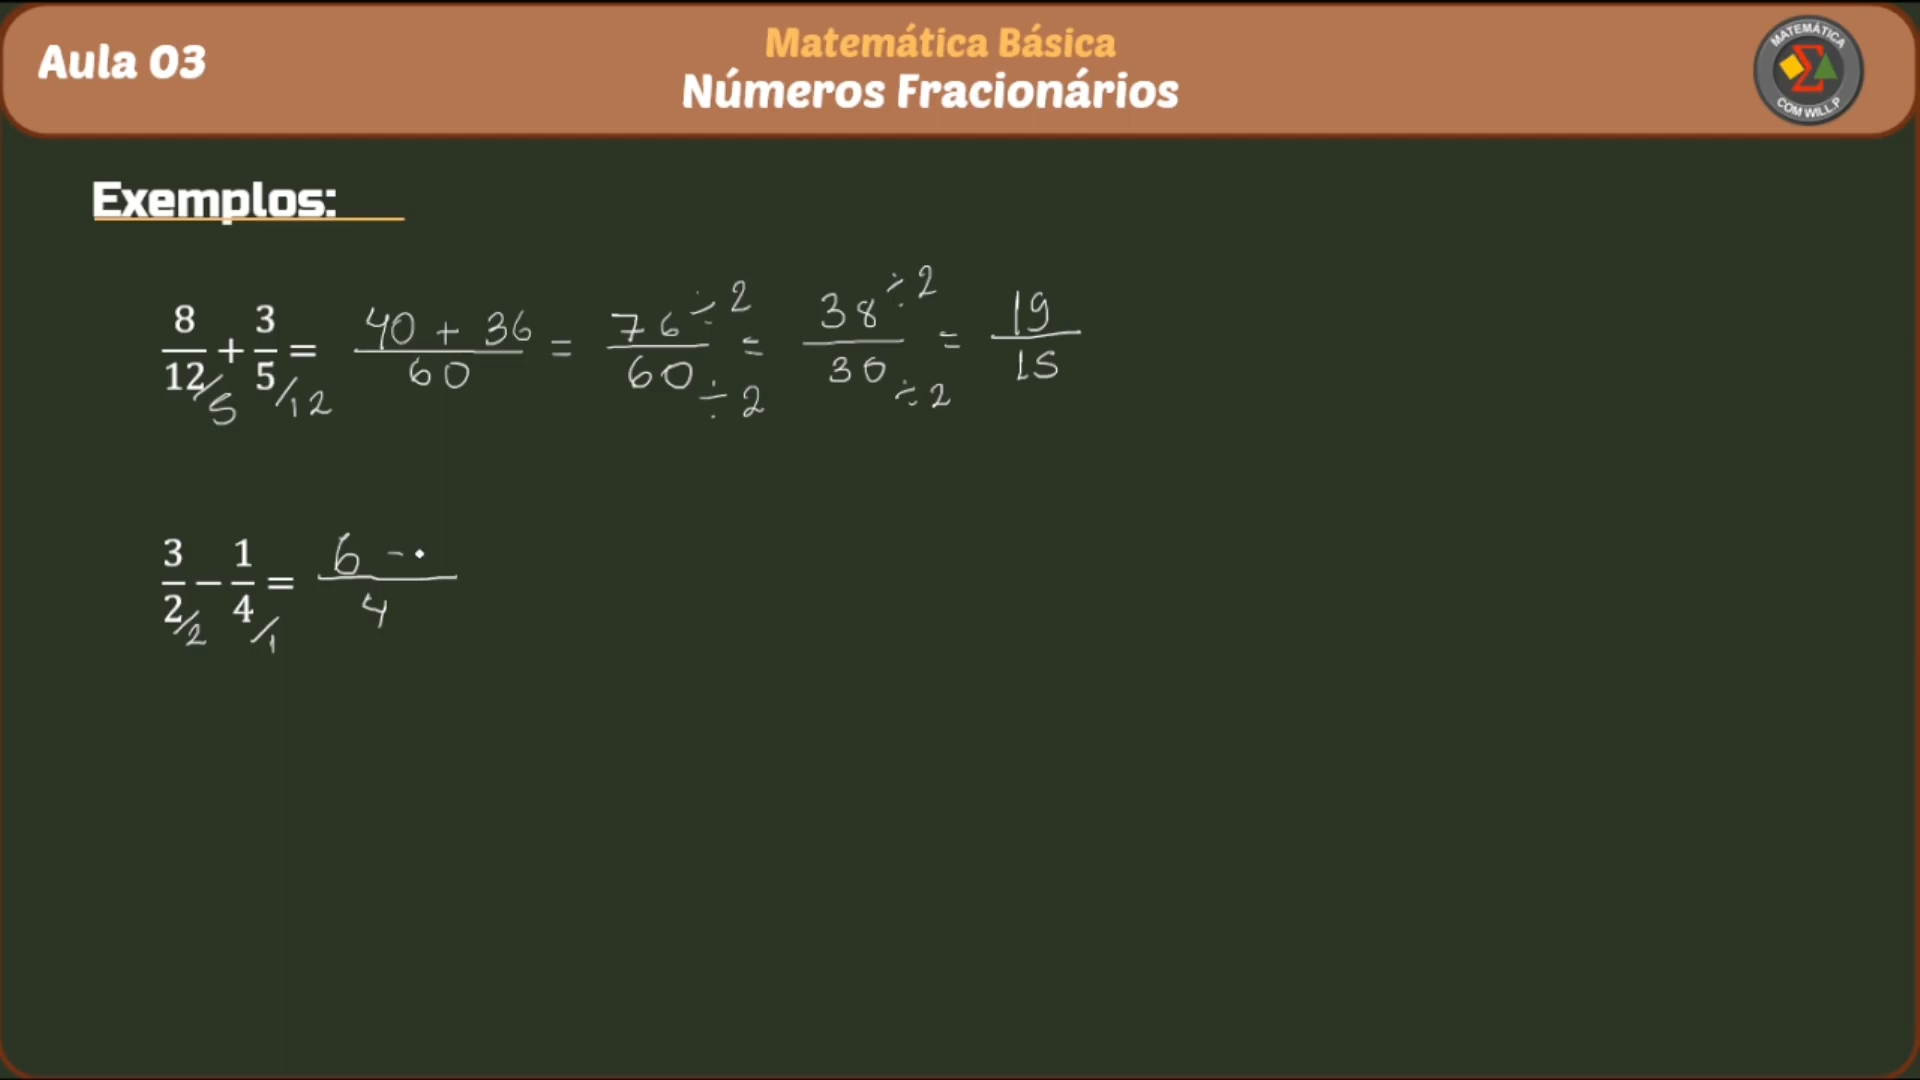 Aula 03
Matemática Básica
Números Fracionários
MATEMÁTICA
COM WILL.P
Exemplos:
8/12 /5 + 3/5 /12 = (40 + 36)/60 = 76 ÷2 / 60 ÷2 = 38 ÷2 / 30 ÷2 = 19/15
3/2 /2 − 1/4 /1 = (6 −)/4